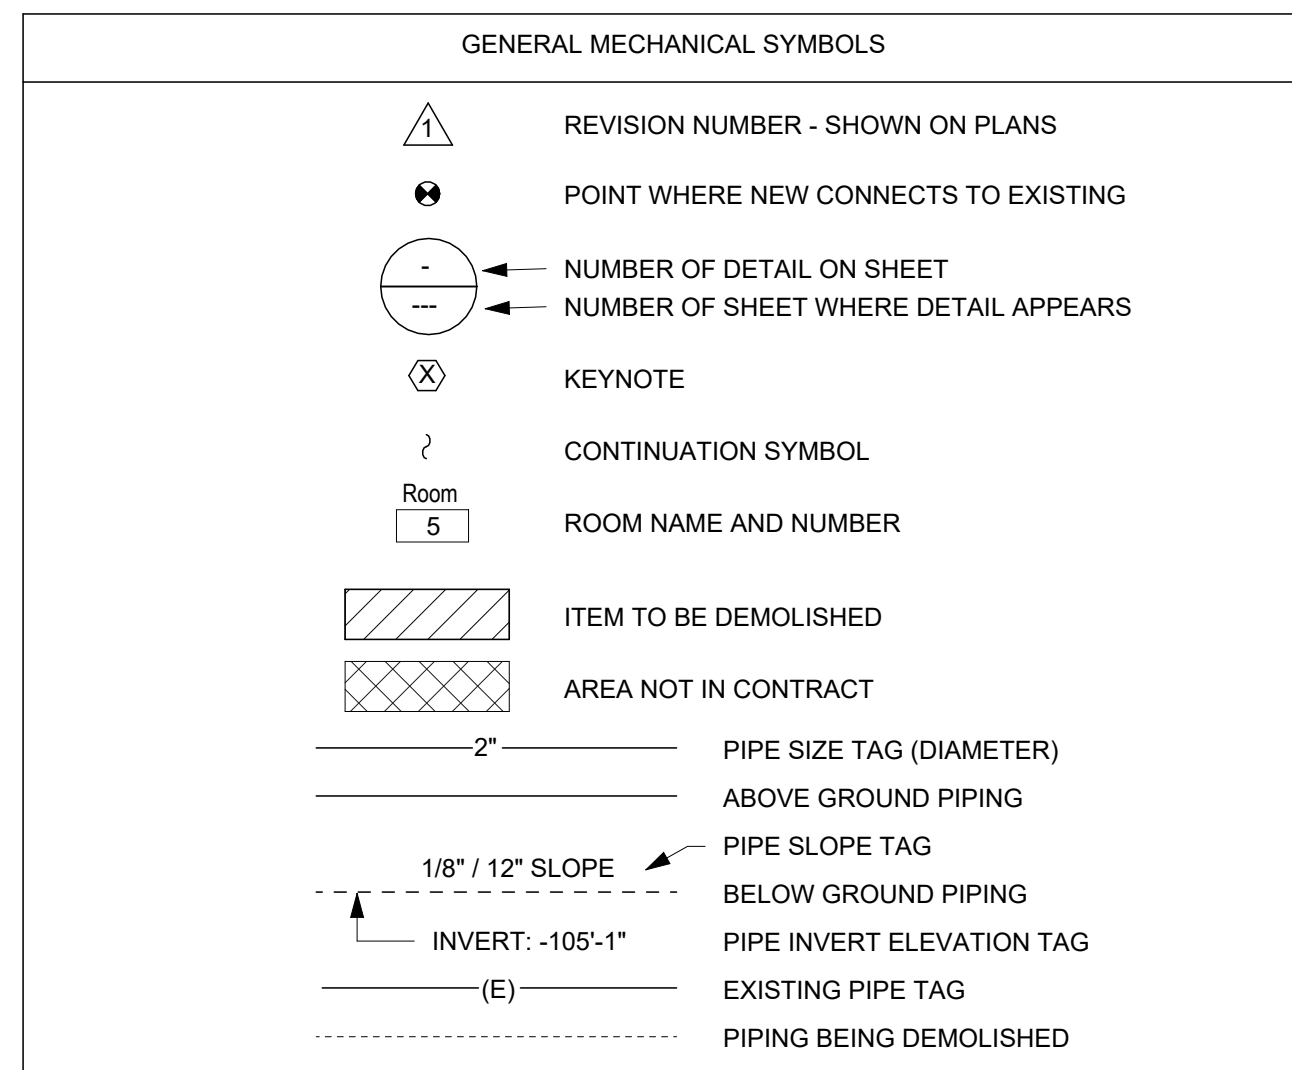 GENERAL MECHANICAL SYMBOLS
1 REVISION NUMBER - SHOWN ON PLANS
POINT WHERE NEW CONNECTS TO EXISTING
- NUMBER OF DETAIL ON SHEET
--- NUMBER OF SHEET WHERE DETAIL APPEARS
X KEYNOTE
CONTINUATION SYMBOL
Room
5 ROOM NAME AND NUMBER
ITEM TO BE DEMOLISHED
AREA NOT IN CONTRACT
2" PIPE SIZE TAG (DIAMETER)
ABOVE GROUND PIPING
PIPE SLOPE TAG
1/8" / 12" SLOPE
BELOW GROUND PIPING
INVERT: -105'-1" PIPE INVERT ELEVATION TAG
(E) EXISTING PIPE TAG
PIPING BEING DEMOLISHED